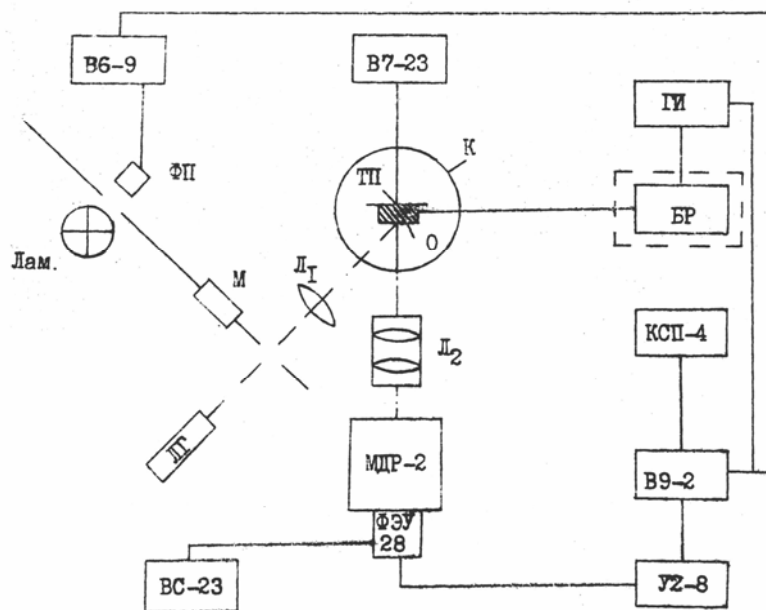 В6-9
В7-23
ГИ
ФП
К
ТП
БР
О
Лам.
М
Л1
Л2
КСП-4
ЛГ
МДР-2
В9-2
ФЭУ
28
ВС-23
У2-8